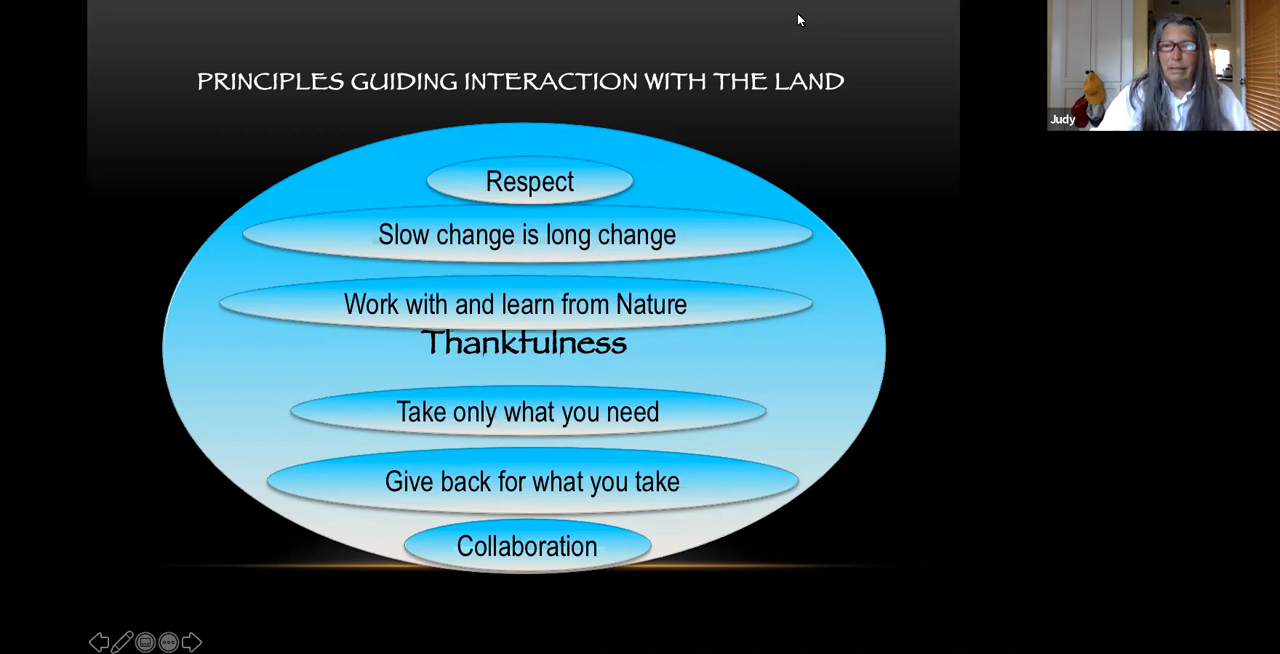 PRINCIPLES GUIDING INTERACTION WITH THE LAND
Judy
Respect
Slow change is long change
Work with and learn from Nature
Thankfulness
Take only what you need
Give back for what you take
Collaboration